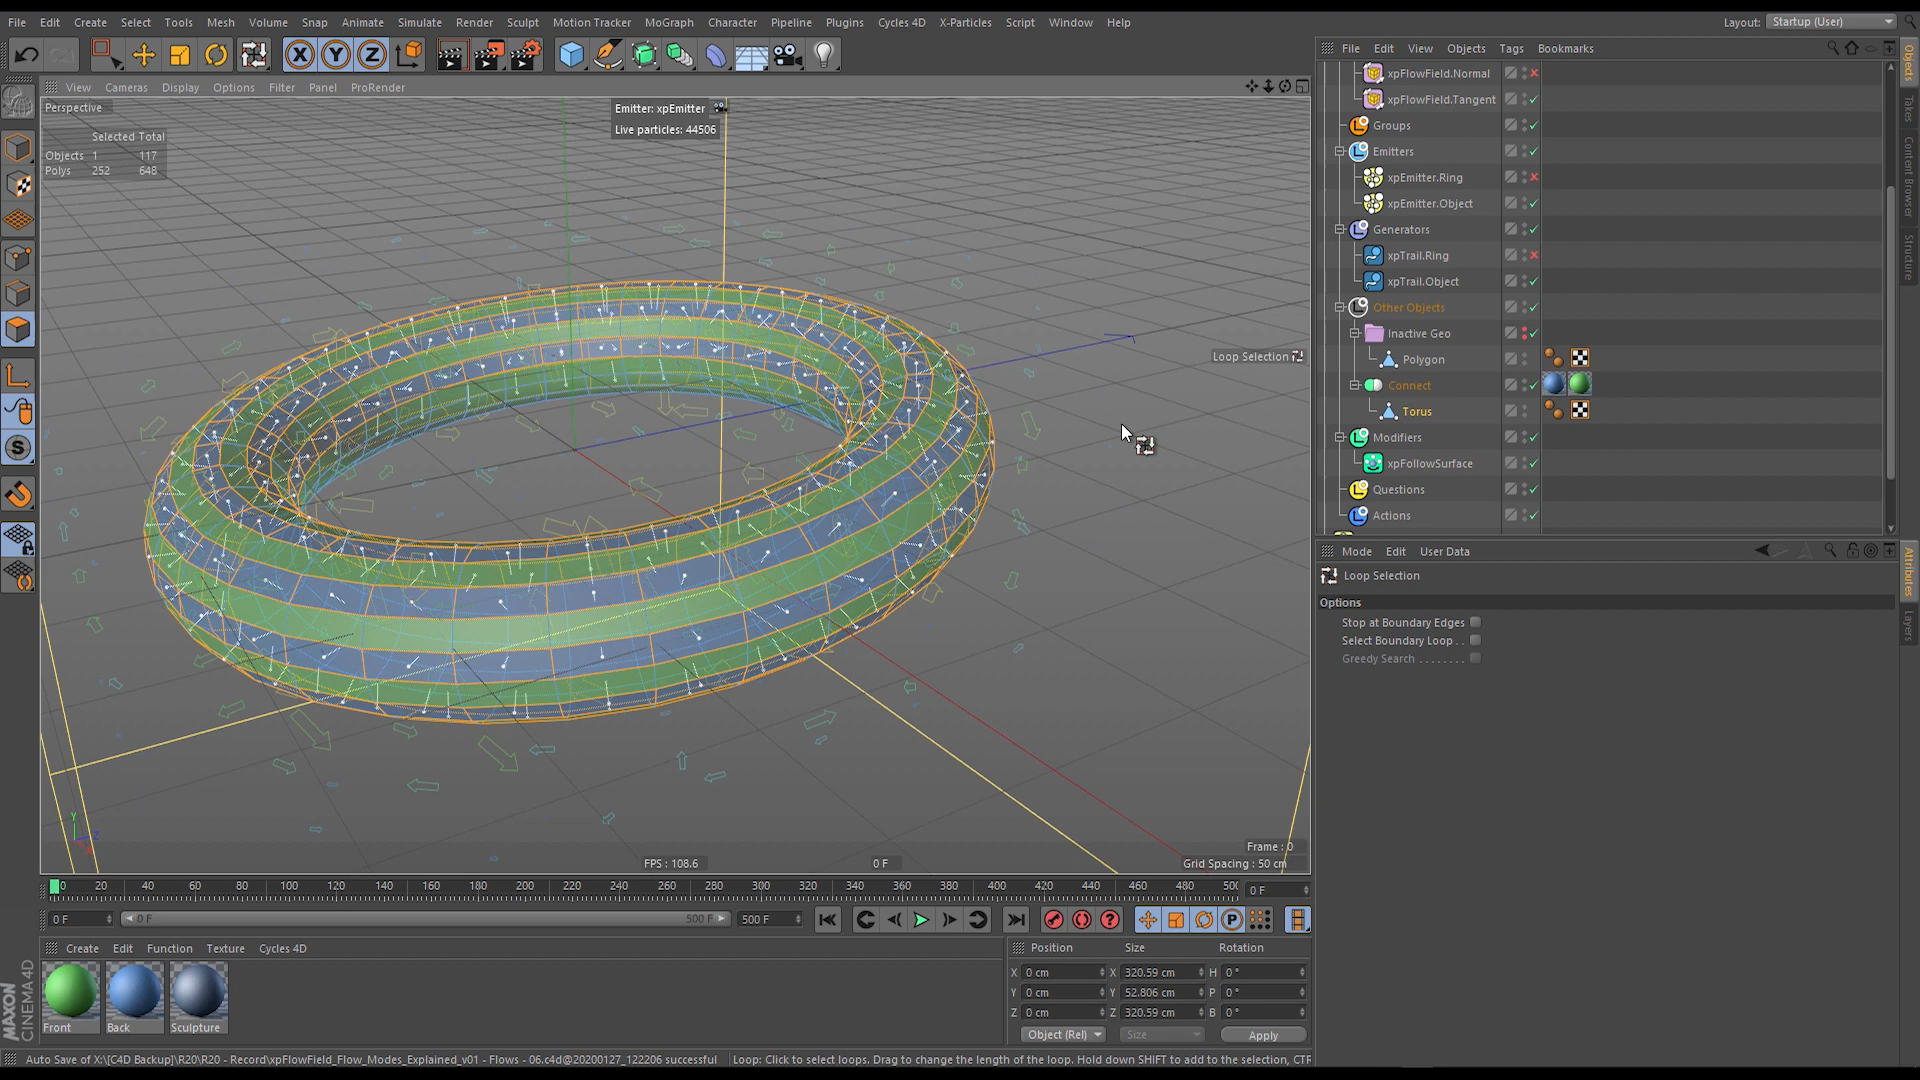 File Edit Create Select Tools Mesh Volume Snap Animate Simulate Render Sculpt Motion Tracker MoGraph Character Pipeline Plugins Cycles 4D X-Particles Script Window Help Layout: Startup (User)
X Y Z
File Edit View Objects Tags Bookmarks
View Cameras Display Options Filter Panel ProRender
Perspective
Emitter: xpEmitter
Live particles: 44506
Selected Total
Objects 1 117
Polys 252 648
Loop Selection
Y
Frame : 0
FPS : 108.6
0 F
Grid Spacing : 50 cm
xpFlowField.Normal
xpFlowField.Tangent
Groups
Emitters
xpEmitter.Ring
xpEmitter.Object
Generators
xpTrail.Ring
xpTrail.Object
Other Objects
Inactive Geo
Polygon
Connect
Torus
Modifiers
xpFollowSurface
Questions
Actions
Objects
Takes
Content Browser
Structure
Mode Edit User Data
Loop Selection
Options
Stop at Boundary Edges
Select Boundary Loop . .
Greedy Search . . . . . . . .
Attributes
Layers
0 20 40 60 80 100 120 140 160 180 200 220 240 260 280 300 320 340 360 380 400 420 440 460 480 500 0 F
0 F 0 F 500 F 500 F
P
Create Edit Function Texture Cycles 4D
Front
Back
Sculpture
Position Size Rotation
X 0 cm X 320.59 cm H 0 °
Y 0 cm Y 52.806 cm P 0 °
Z 0 cm Z 320.59 cm B 0 °
Object (Rel) Size Apply
MAXON CINEMA 4D
Auto Save of X:\[C4D Backup]\R20\R20 - Record\xpFlowField_Flow_Modes_Explained_v01 - Flows - 06.c4d@20200127_122206 successful
Loop: Click to select loops. Drag to change the length of the loop. Hold down SHIFT to add to the selection, CTR